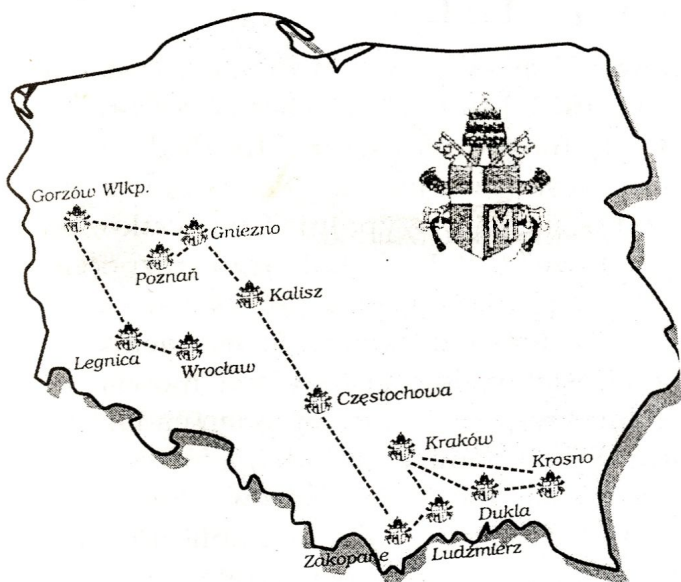 Gorzów Wlkp.
Gniezno
Poznań
Kalisz
Legnica
Wrocław
Częstochowa
Kraków
Krosno
Dukla
Zakopane
Ludźmierz
M